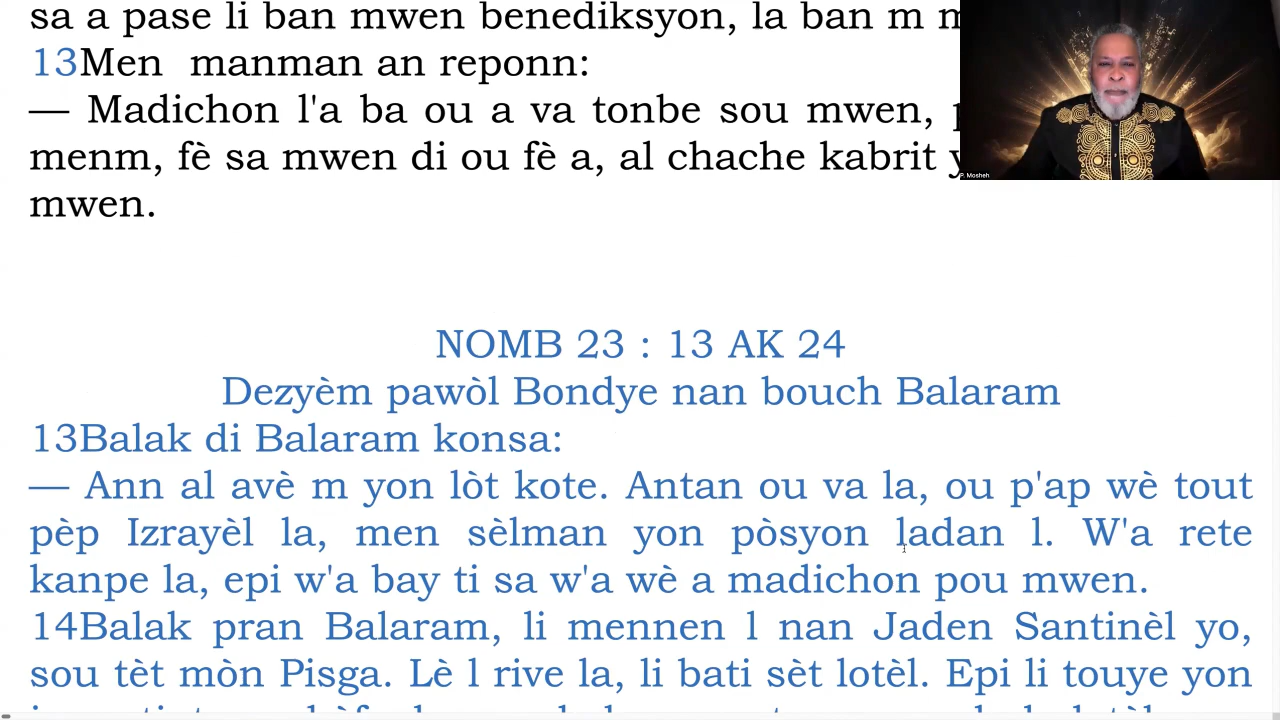 sa a pase li ban mwen benediksyon, la ban m
13Men manman an reponn:
— Madichon l'a ba ou a va tonbe sou mwen,
menm, fè sa mwen di ou fè a, al chache kabrit
mwen.
P. Mosheh
NOMB 23 : 13 AK 24
Dezyèm pawòl Bondye nan bouch Balaram
13Balak di Balaram konsa:
— Ann al avè m yon lòt kote. Antan ou va la, ou p'ap wè tout
pèp Izrayèl la, men sèlman yon pòsyon ladan l. W'a rete
kanpe la, epi w'a bay ti sa w'a wè a madichon pou mwen.
14Balak pran Balaram, li mennen l nan Jaden Santinèl yo,
sou tèt mòn Pisga. Lè l rive la, li bati sèt lotèl. Epi li touye yon